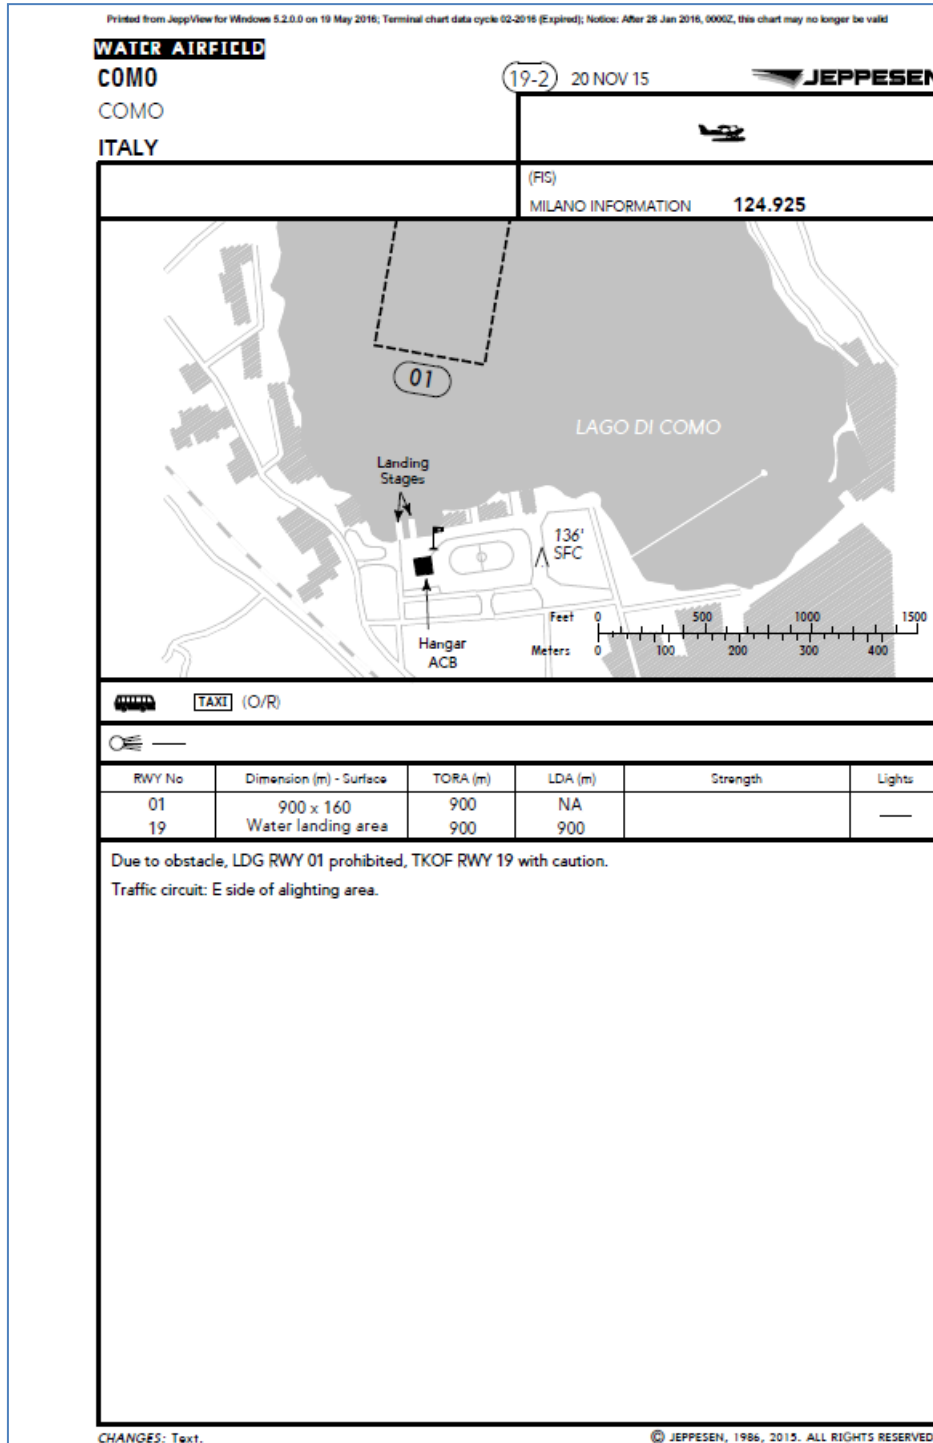 Printed from JeppView for Windows 5.2.0.0 on 19 May 2016; Terminal chart data cycle 02-2016 (Expired); Notice: After 28 Jan 2016, 0000Z, this chart may no longer be valid
WATER AIRFIELD
COMO
19-2 20 NOV 15 JEPPESEN
COMO
ITALY
(FIS)
MILANO INFORMATION 124.925
01
LAGO DI COMO
Landing
Stages
136'
SFC
Hangar
ACB
Feet 0 500 1000 1500
Meters 0 100 200 300 400
TAXI (O/R)
RWY No Dimension (m) - Surface TORA (m) LDA (m) Strength Lights
01 900 x 160 900 NA
19 Water landing area 900 900
Due to obstacle, LDG RWY 01 prohibited, TKOF RWY 19 with caution.
Traffic circuit: E side of alighting area.
CHANGES: Text. © JEPPESEN, 1986, 2015. ALL RIGHTS RESERVED